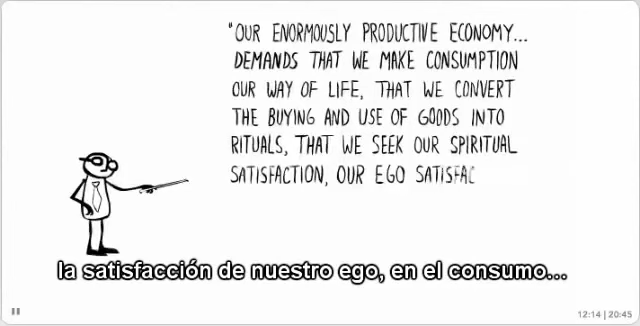 "OUR ENORMOUSLY PRODUCTIVE ECONOMY...
DEMANDS THAT WE MAKE CONSUMPTION
OUR WAY OF LIFE, THAT WE CONVERT
THE BUYING AND USE OF GOODS INTO
RITUALS, THAT WE SEEK OUR SPIRITUAL
SATISFACTION, OUR EGO SATISFAC
la satisfacción de nuestro ego, en el consumo...
12:14 | 20:45